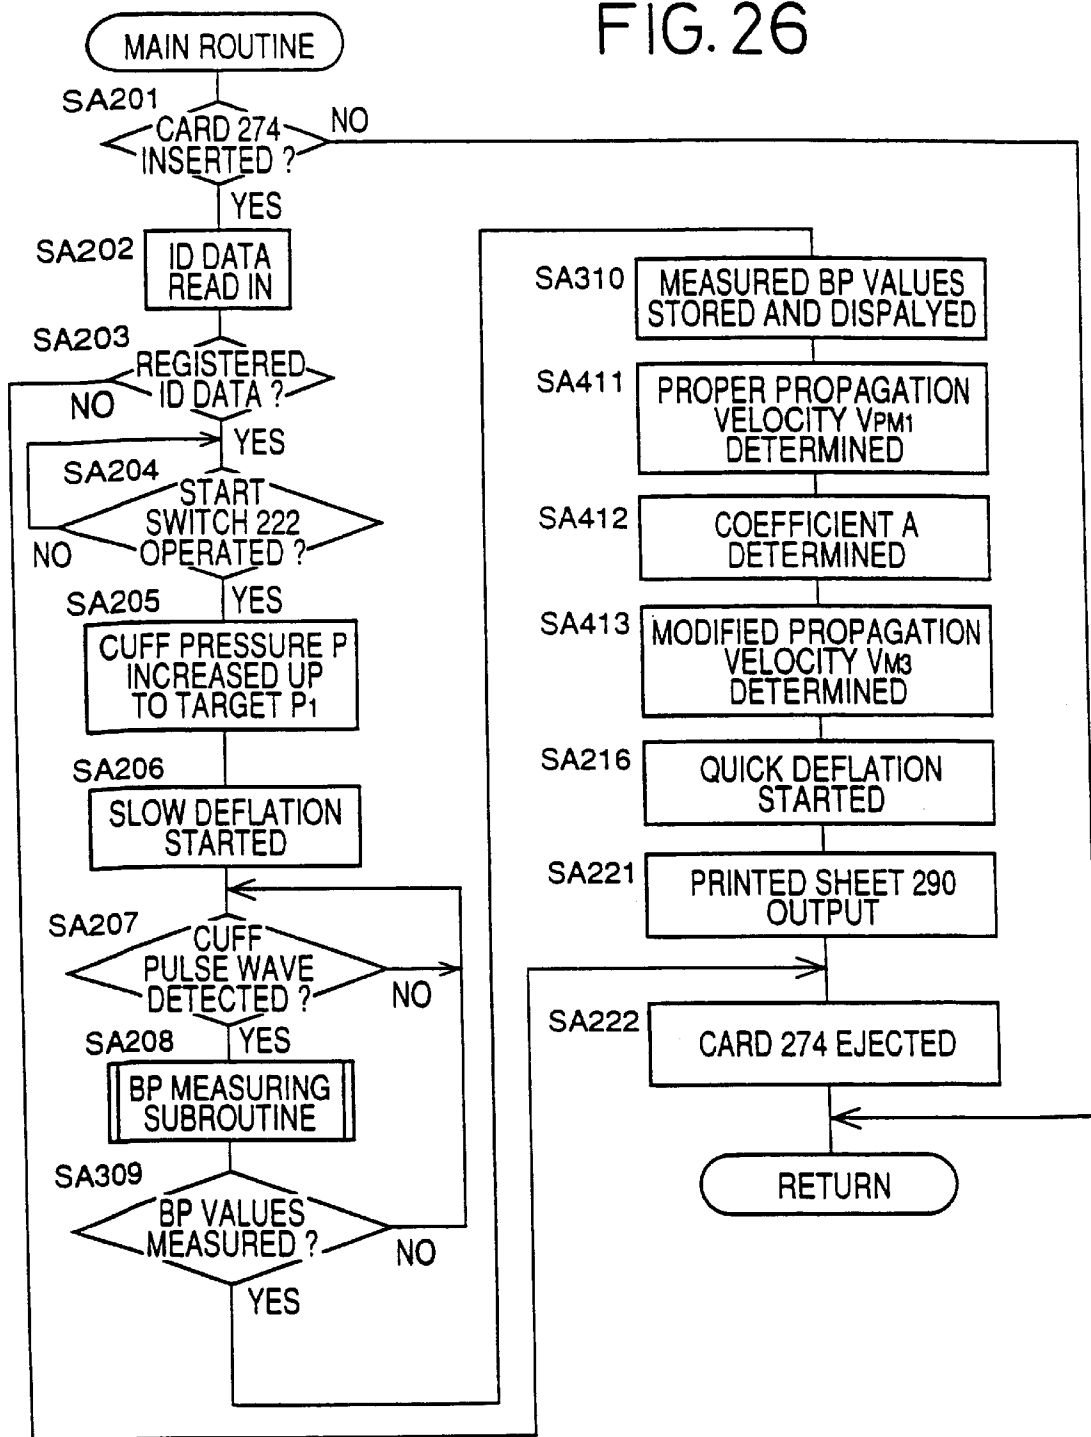 FIG. 26
MAIN ROUTINE
SA201
CARD 274
INSERTED ?
NO
YES
SA202
ID DATA
READ IN
SA203
REGISTERED
ID DATA ?
NO
YES
SA204
START
SWITCH 222
OPERATED ?
NO
YES
SA205
CUFF PRESSURE P
INCREASED UP
TO TARGET P1
SA206
SLOW DEFLATION
STARTED
SA207
CUFF
PULSE WAVE
DETECTED ?
NO
YES
SA208
BP MEASURING
SUBROUTINE
SA309
BP VALUES
MEASURED ?
NO
YES
SA310
MEASURED BP VALUES
STORED AND DISPALYED
SA411
PROPER PROPAGATION
VELOCITY VPM1
DETERMINED
SA412
COEFFICIENT A
DETERMINED
SA413
MODIFIED PROPAGATION
VELOCITY VM3
DETERMINED
SA216
QUICK DEFLATION
STARTED
SA221
PRINTED SHEET 290
OUTPUT
SA222
CARD 274 EJECTED
RETURN